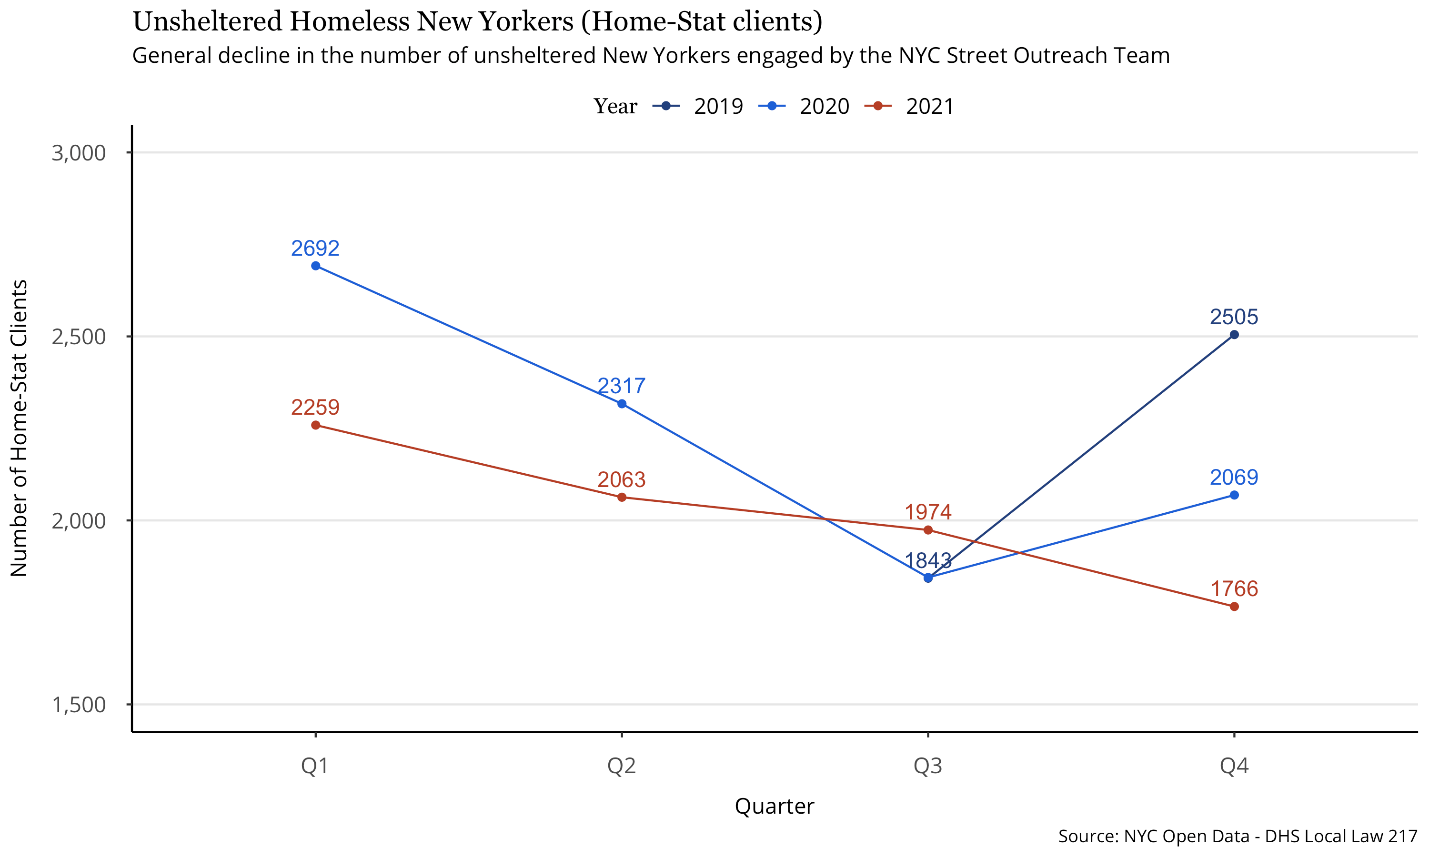 Unsheltered Homeless New Yorkers (Home-Stat clients)
General decline in the number of unsheltered New Yorkers engaged by the NYC Street Outreach Team
Year 2019 2020 2021
Number of Home-Stat Clients
3,000
2,500
2,000
1,500
2692
2259
2317
2063
1974
1843
2505
2069
1766
Q1 Q2 Q3 Q4
Quarter
Source: NYC Open Data - DHS Local Law 217